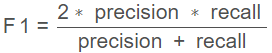 F1 = 2 * precision * recall
precision + recall